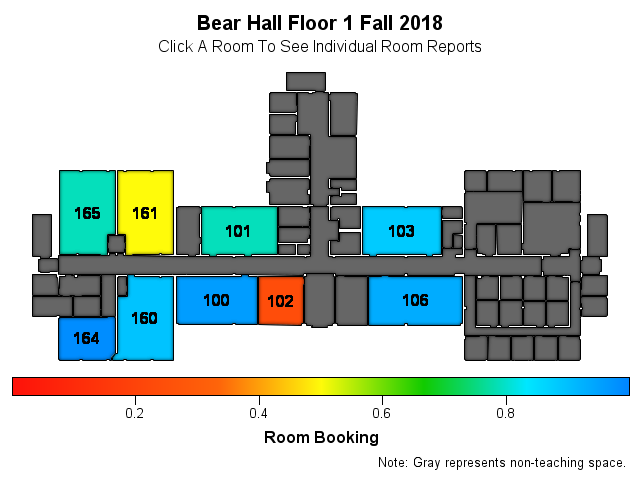 Bear Hall Floor 1 Fall 2018
Click A Room To See Individual Room Reports
165
161
101
103
100
102
106
160
164
0.2 0.4 0.6 0.8
Room Booking
Note: Gray represents non-teaching space.